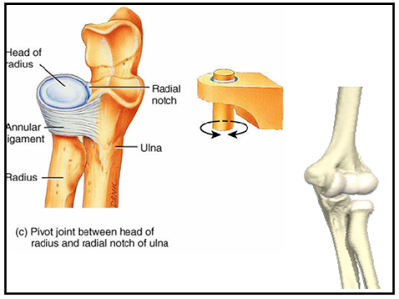 Head of
radius
Radial
notch
Annular
ligament
Ulna
Radius
(c) Pivot joint between head of
radius and radial notch of ulna